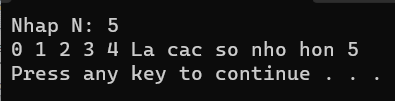 Nhap N: 5
0 1 2 3 4 La cac so nho hon 5
Press any key to continue . . .